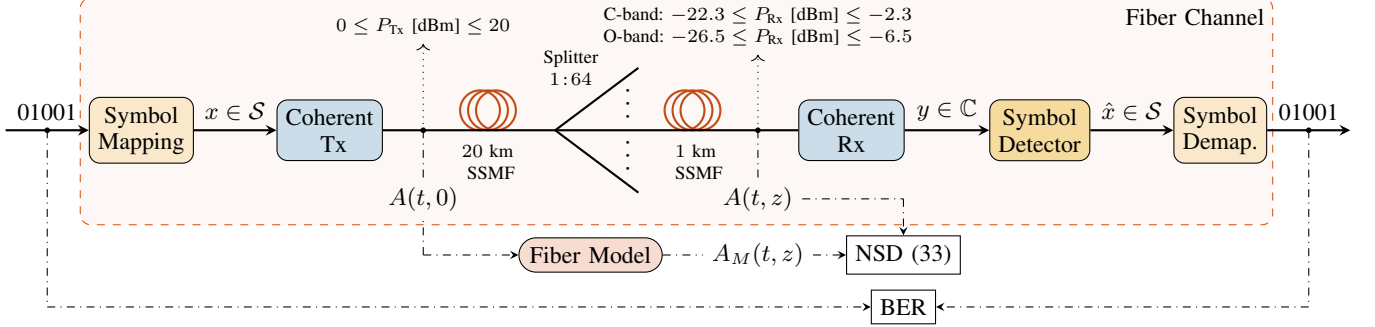 C-band: −22.3 ≤ P_Rx [dBm] ≤ −2.3
Fiber Channel
0 ≤ P_Tx [dBm] ≤ 20
O-band: −26.5 ≤ P_Rx [dBm] ≤ −6.5
Splitter
1:64
01001
Symbol
Mapping
x ∈ 𝒮
Coherent
Tx
20 km
SSMF
1 km
SSMF
Coherent
Rx
y ∈ ℂ
Symbol
Detector
x̂ ∈ 𝒮
Symbol
Demap.
01001
A(t, 0)
A(t, z)
Fiber Model
A_M(t, z)
NSD (33)
BER